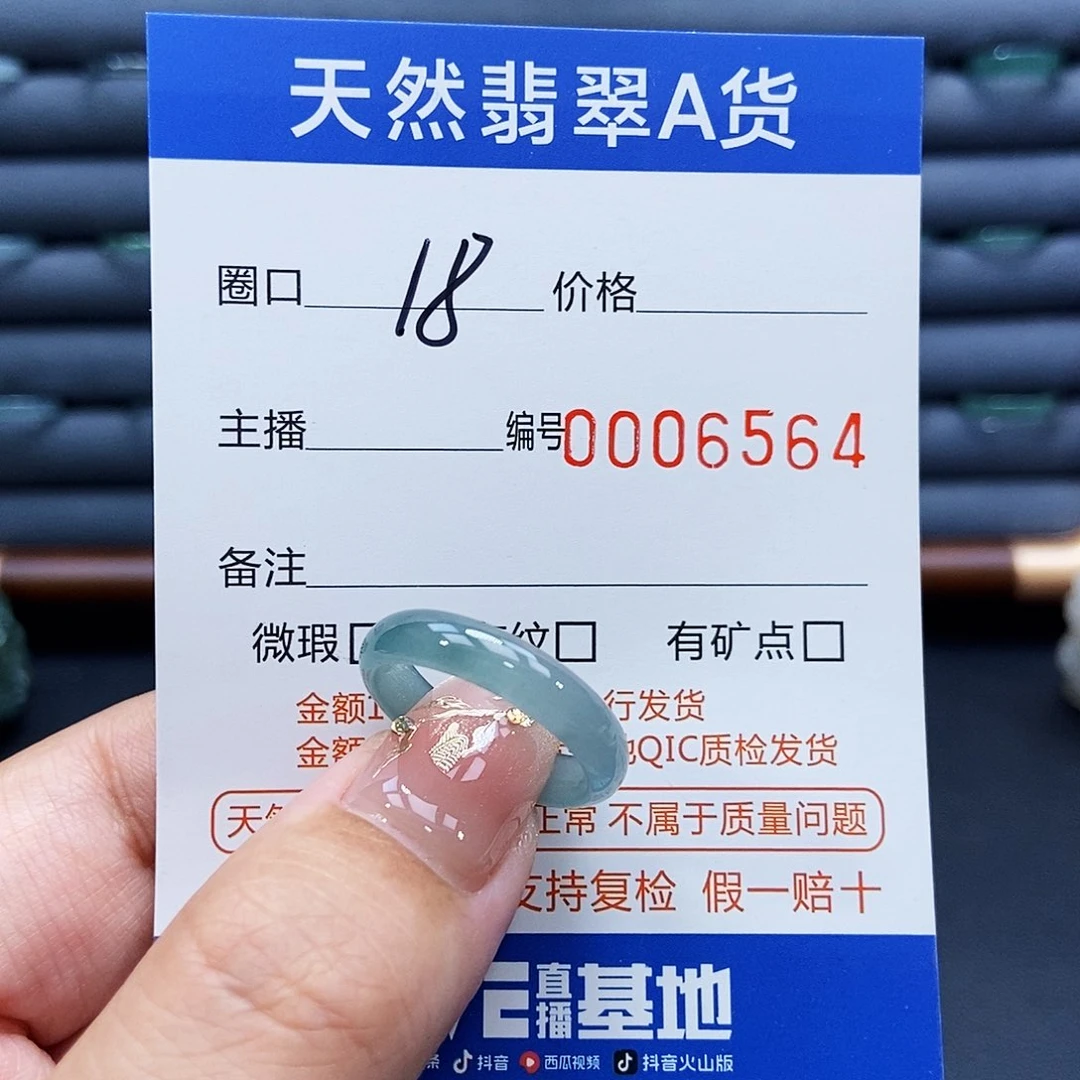 天然翡翠A货
圈口 18 价格
主播 编号0006564
备注
微瑕 纹 有矿点
金额 行发货
金额 QIC质检发货
天 正常 不属于质量问题
支持复检 假一赔十
直播基地
抖音 西瓜视频 抖音火山版